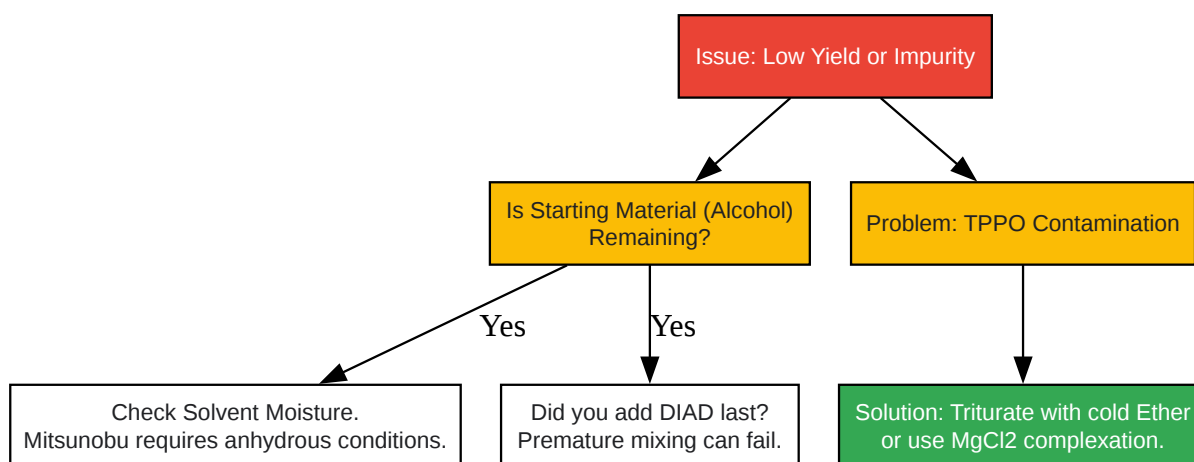 Issue: Low Yield or Impurity
Is Starting Material (Alcohol)
Remaining?
Problem: TPPO Contamination
Yes
Yes
Check Solvent Moisture.
Mitsunobu requires anhydrous conditions.
Did you add DIAD last?
Premature mixing can fail.
Solution: Triturate with cold Ether
or use MgCl2 complexation.